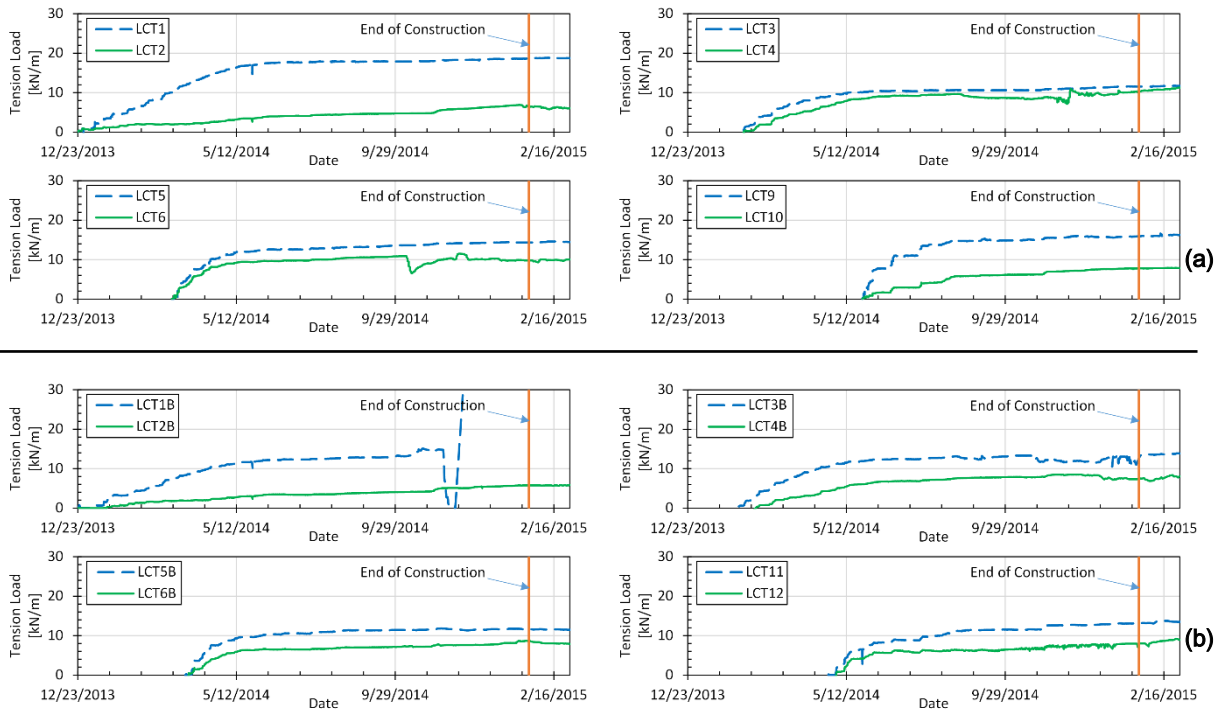 30
20
10
0
Tension Load
[kN/m]
LCT1
LCT2
End of Construction
12/23/2013
5/12/2014
9/29/2014
2/16/2015
Date
30
20
10
0
Tension Load
[kN/m]
LCT3
LCT4
End of Construction
12/23/2013
5/12/2014
9/29/2014
2/16/2015
Date
30
20
10
0
Tension Load
[kN/m]
LCT5
LCT6
End of Construction
12/23/2013
5/12/2014
9/29/2014
2/16/2015
Date
30
20
10
0
Tension Load
[kN/m]
LCT9
LCT10
End of Construction
12/23/2013
5/12/2014
9/29/2014
2/16/2015
Date
(a)
30
20
10
0
Tension Load
[kN/m]
LCT1B
LCT2B
End of Construction
12/23/2013
5/12/2014
9/29/2014
2/16/2015
Date
30
20
10
0
Tension Load
[kN/m]
LCT3B
LCT4B
End of Construction
12/23/2013
5/12/2014
9/29/2014
2/16/2015
Date
30
20
10
0
Tension Load
[kN/m]
LCT5B
LCT6B
End of Construction
12/23/2013
5/12/2014
9/29/2014
2/16/2015
Date
30
20
10
0
Tension Load
[kN/m]
LCT11
LCT12
End of Construction
12/23/2013
5/12/2014
9/29/2014
2/16/2015
Date
(b)